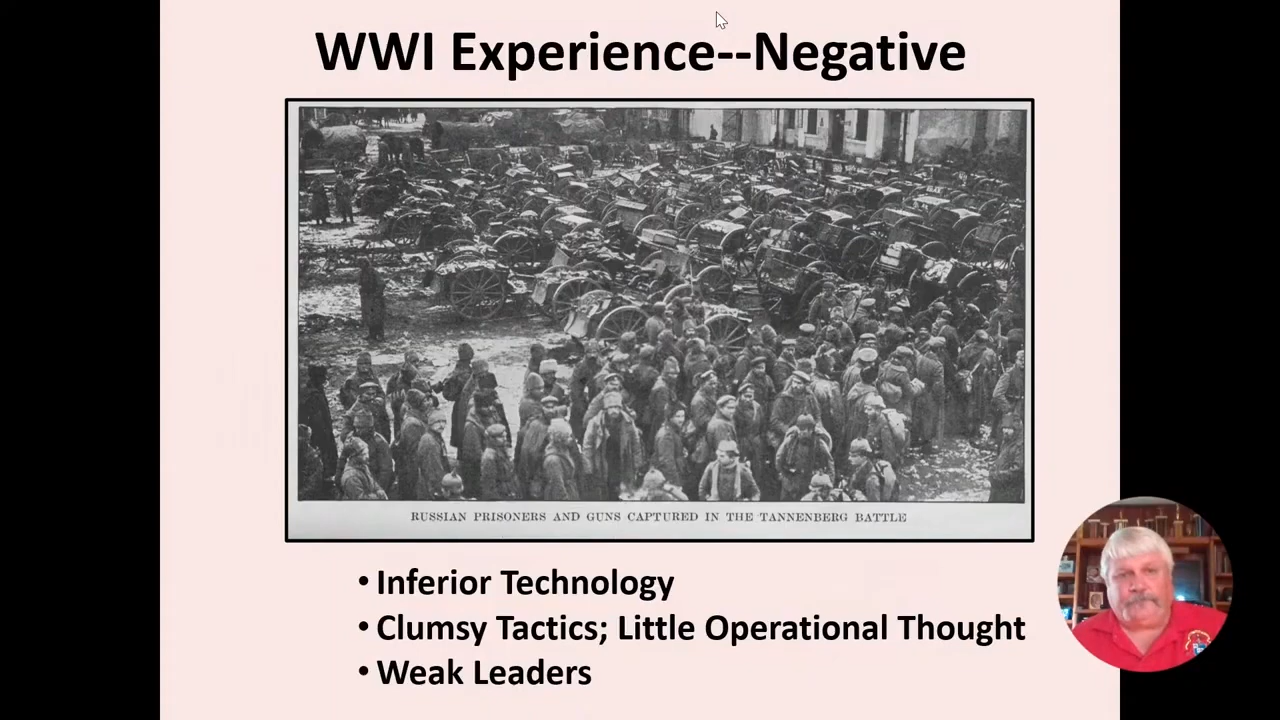 WWI Experience--Negative
RUSSIAN PRISONERS AND GUNS CAPTURED IN THE TANNENBERG BATTLE
• Inferior Technology
• Clumsy Tactics; Little Operational Thought
• Weak Leaders